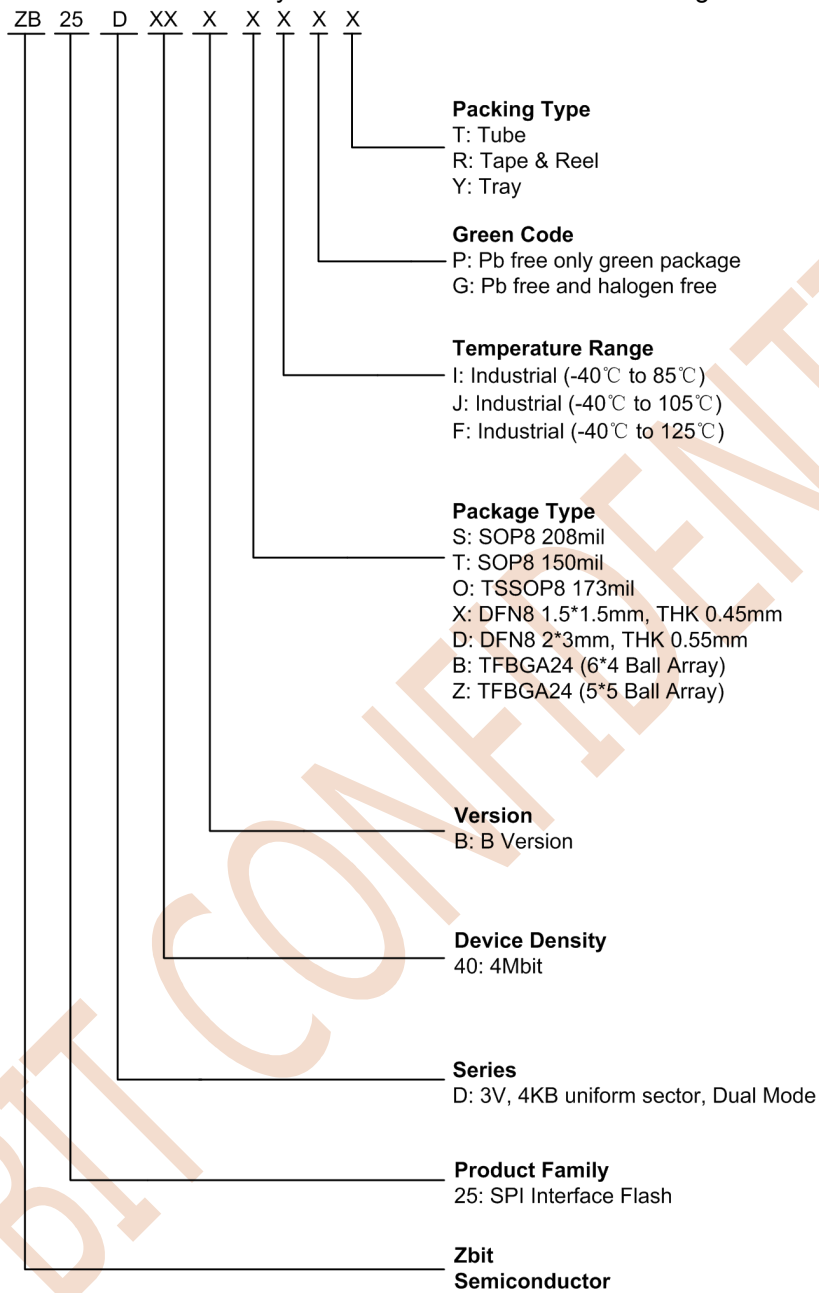 ZB 25 D XX X X X X X
Packing Type
T: Tube
R: Tape & Reel
Y: Tray
Green Code
P: Pb free only green package
G: Pb free and halogen free
Temperature Range
I: Industrial (-40℃ to 85℃)
J: Industrial (-40℃ to 105℃)
F: Industrial (-40℃ to 125℃)
Package Type
S: SOP8 208mil
T: SOP8 150mil
O: TSSOP8 173mil
X: DFN8 1.5*1.5mm, THK 0.45mm
D: DFN8 2*3mm, THK 0.55mm
B: TFBGA24 (6*4 Ball Array)
Z: TFBGA24 (5*5 Ball Array)
Version
B: B Version
Device Density
40: 4Mbit
Series
D: 3V, 4KB uniform sector, Dual Mode
Product Family
25: SPI Interface Flash
Zbit
Semiconductor
BIT CONFIDENT